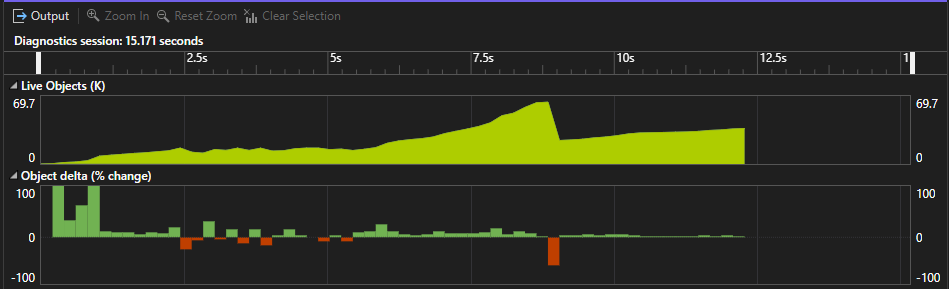 Output Zoom In Reset Zoom Clear Selection
Diagnostics session: 15.171 seconds
2.5s 5s 7.5s 10s 12.5s 1
Live Objects (K)
69.7 69.7
0 0
Object delta (% change)
100 100
0 0
-100 -100